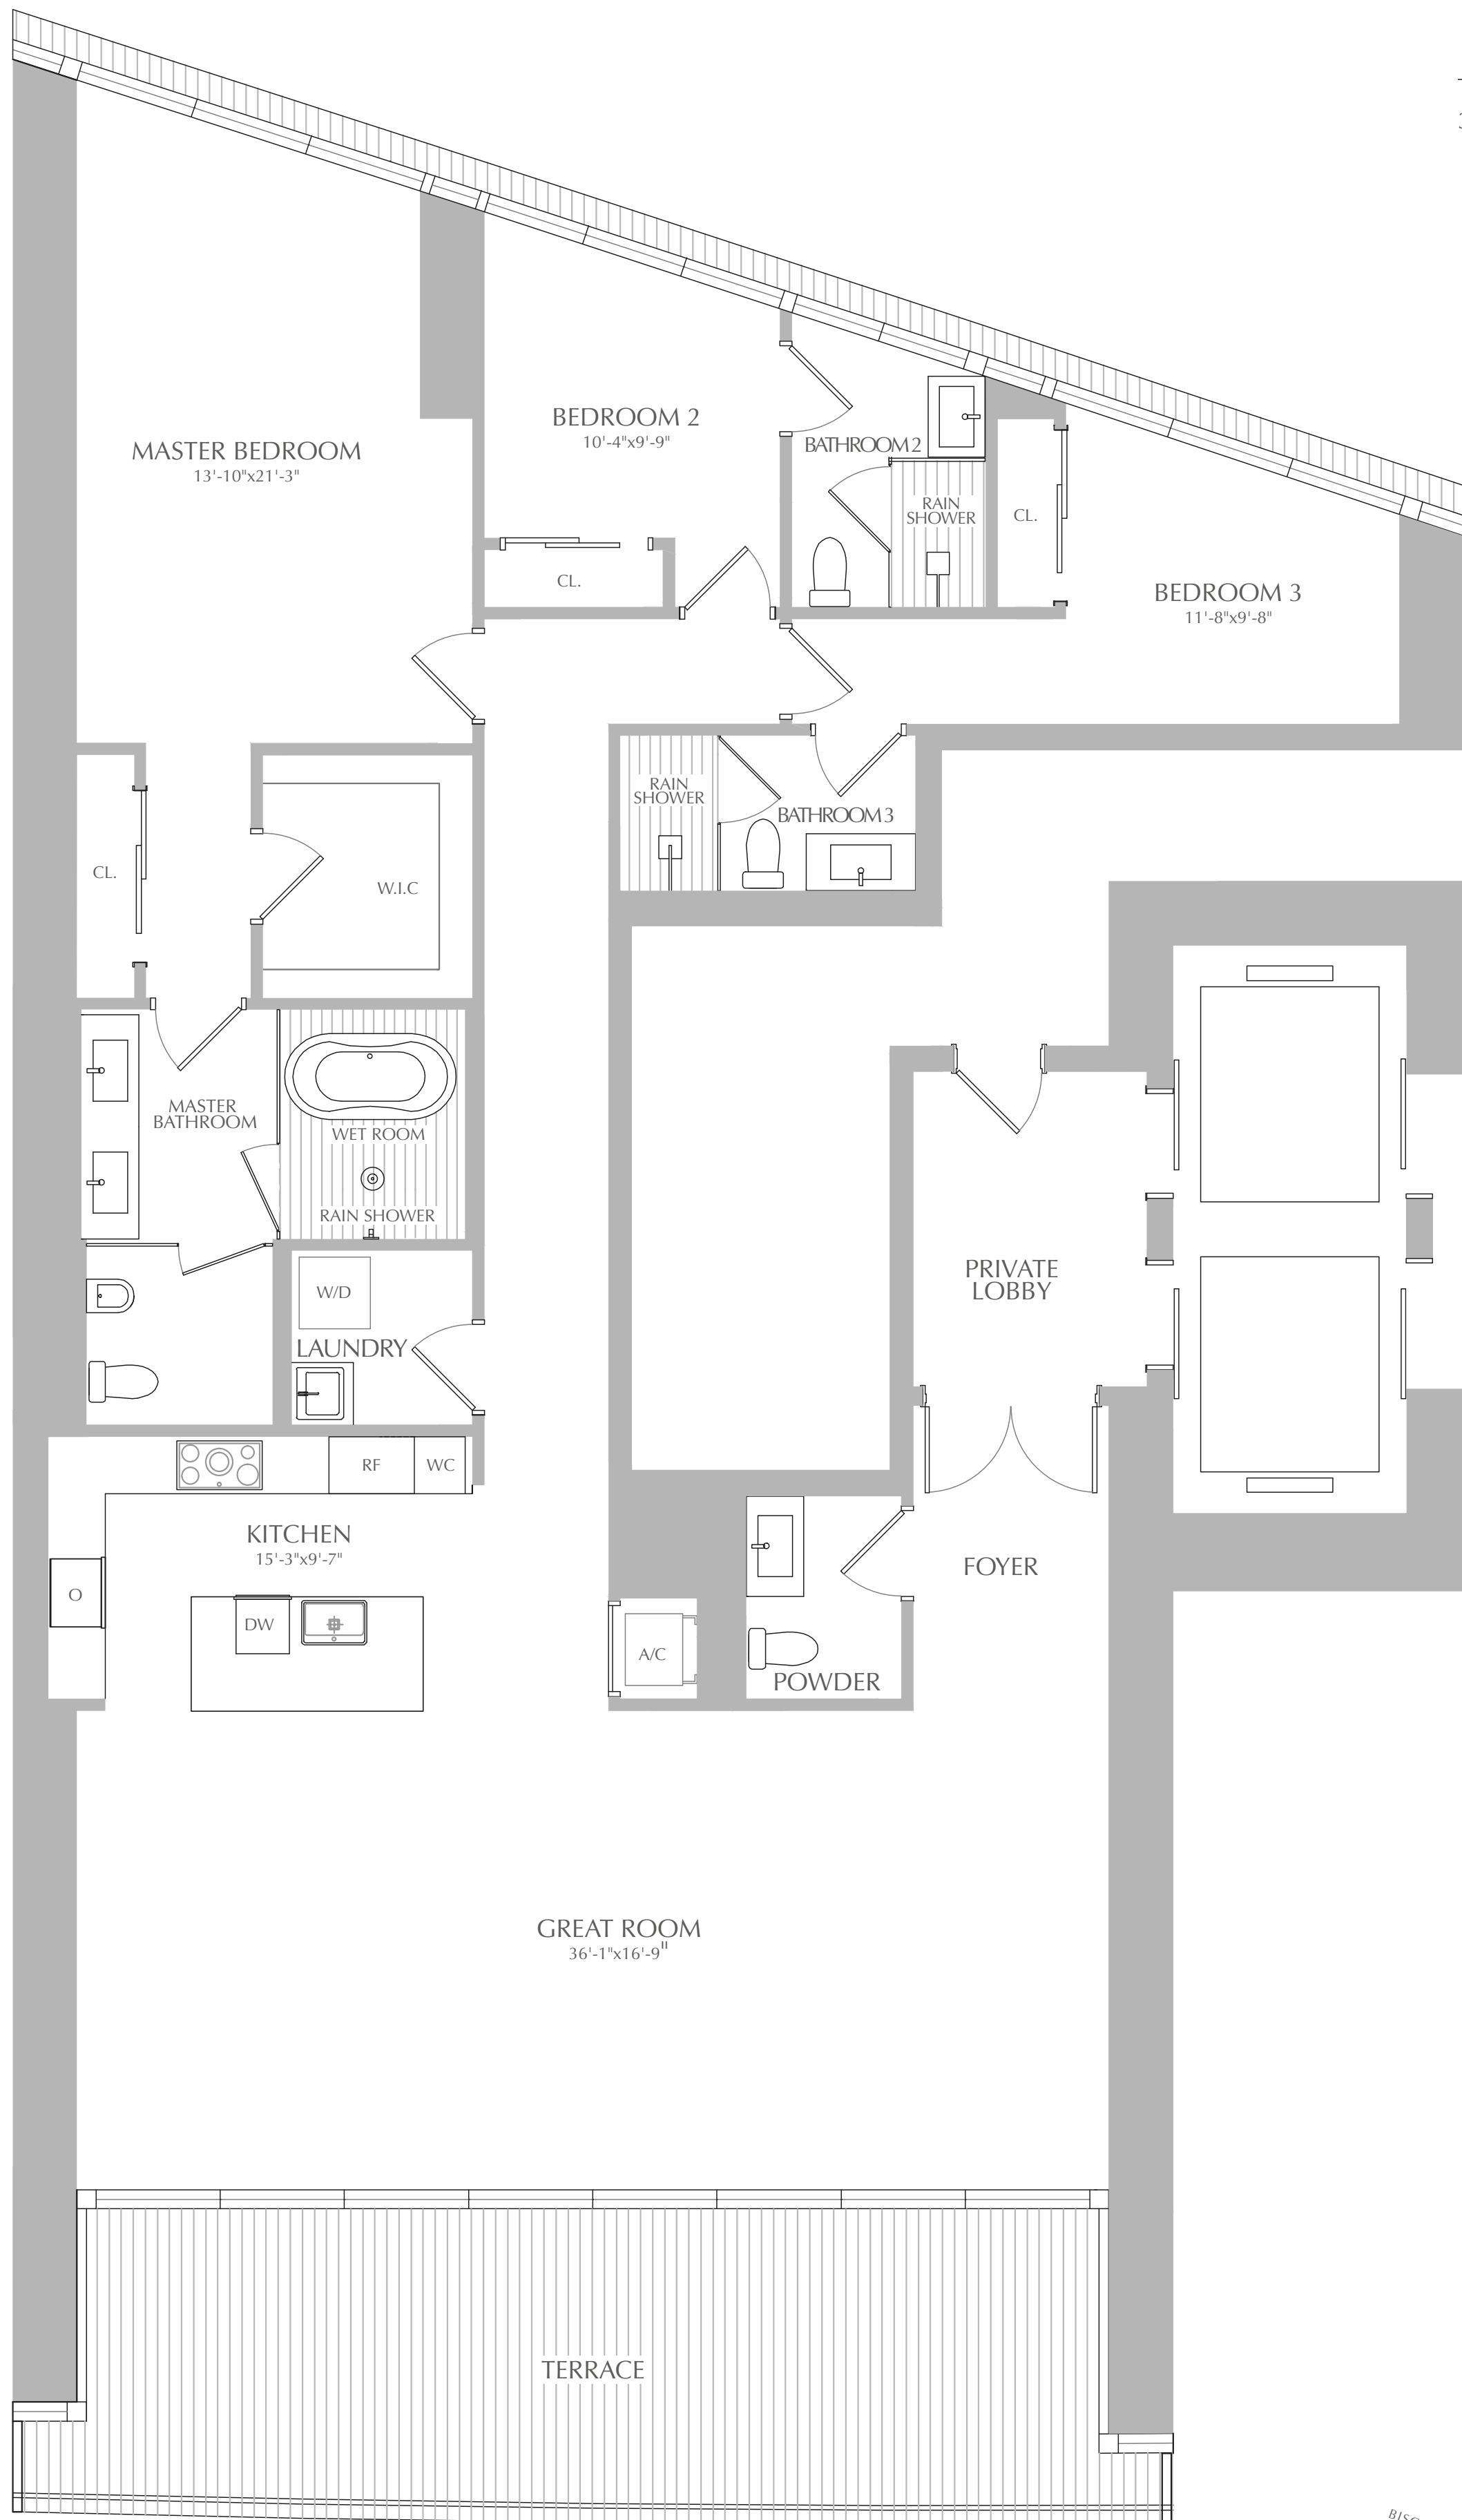 MASTER BEDROOM
13'-10"x21'-3"
BEDROOM 2
10'-4"x9'-9"
BATHROOM 2
RAIN
SHOWER
CL.
CL.
BEDROOM 3
11'-8"x9'-8"
RAIN
SHOWER
BATHROOM 3
CL.
W.I.C
MASTER
BATHROOM
WET ROOM
RAIN SHOWER
PRIVATE
LOBBY
W/D
LAUNDRY
RF
WC
KITCHEN
15'-3"x9'-7"
O
DW
FOYER
A/C
POWDER
GREAT ROOM
36'-1"x16'-9"
TERRACE